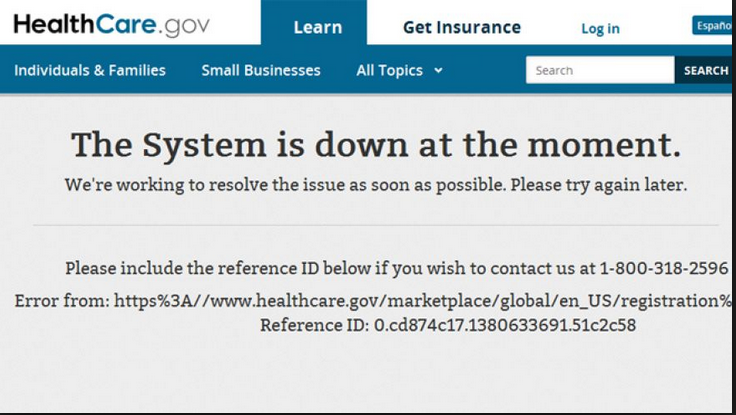 HealthCare.gov
Learn
Get Insurance
Log in
Españo
Individuals & Families
Small Businesses
All Topics
Search
SEARCH
The System is down at the moment.
We're working to resolve the issue as soon as possible. Please try again later.
Please include the reference ID below if you wish to contact us at 1-800-318-2596
Error from: https%3A//www.healthcare.gov/marketplace/global/en_US/registration%
Reference ID: 0.cd874c17.1380633691.51c2c58